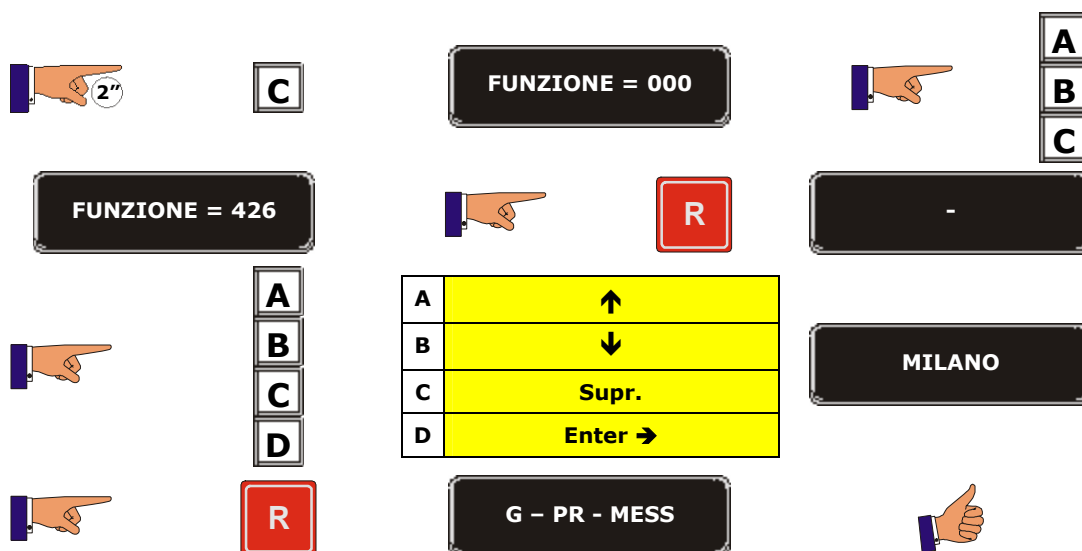 2”
C
FUNZIONE = 000
A
B
C
FUNZIONE = 426
R
-
A
B
C
D
A ↑
B ↓
C Supr.
D Enter ➔
MILANO
R
G – PR - MESS